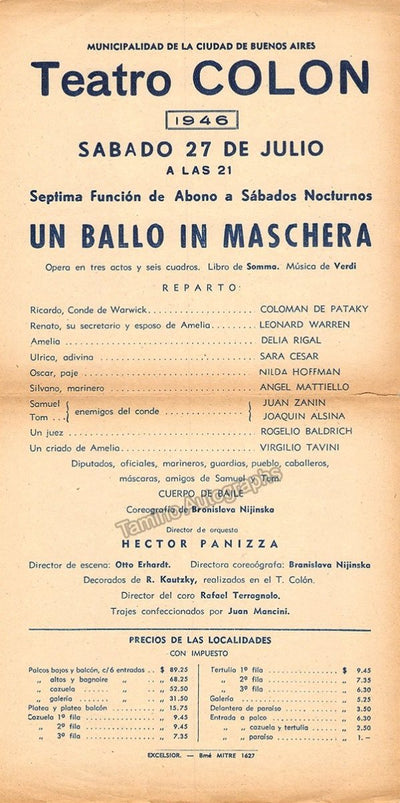 MUNICIPALIDAD DE LA CIUDAD DE BUENOS AIRES
Teatro COLON
1946
SABADO 27 DE JULIO
A LAS 21
Septima Función de Abono a Sábados Nocturnos
UN BALLO IN MASCHERA
Opera en tres actos y seis cuadros. Libro de Somma. Música de Verdi
REPARTO:
Ricardo, Conde de Warwick.................... COLOMAN DE PATAKY
Renato, su secretario y esposo de Amelia......... LEONARD WARREN
Amelia .................... DELIA RIGAL
Ulrica, adivina .................... SARA CESAR
Oscar, paje .................... NILDA HOFFMAN
Silvano, marinero .................... ANGEL MATTIELLO
Samuel } enemigos del conde .................... { JUAN ZANIN
Tom ... } { JOAQUIN ALSINA
Un juez .................... ROGELIO BALDRICH
Un criado de Amelia.................... VIRGILIO TAVINI
Diputados, oficiales, marineros, guardias, pueblo, caballeros,
máscaras, amigos de Samuel y Tom.
CUERPO DE BAILE
Coreografía de Bronislava Nijinska
Tamino Autographs
Director de orquesta
HECTOR PANIZZA
Director de escena: Otto Erhardt. Directora coreógrafa: Branislava Nijinska
Decorados de R. Kautzky, realizados en el T. Colón.
Director del coro Rafael Terragnolo.
Trajes confeccionados por Juan Mancini.
PRECIOS DE LAS LOCALIDADES
CON IMPUESTO
Palcos bajos y balcón, c/6 entradas .. $ 89.25
„ altos y bagnoire „ .. „ 68.25
„ cazuela „ .. „ 52.50
„ galería „ .. „ 31.50
Platea y platea balcón .......... „ 15.75
Cazuela 1º fila .......... „ 9.45
„ 2º fila .......... „ 9.45
„ 3º fila .......... „ 7.35
Tertulia 1º fila .......... $ 9.45
„ 2º fila .......... „ 7.35
„ 3º fila .......... „ 6.30
Galería .......... „ 5.25
Delantera de paraíso .......... „ 3.50
Entrada a palco .......... „ 6.30
„ „ cazuela y tertulia .. „ 2.50
„ „ paraíso .......... „ 1.—
EXCELSIOR. — Bmé MITRE 1627